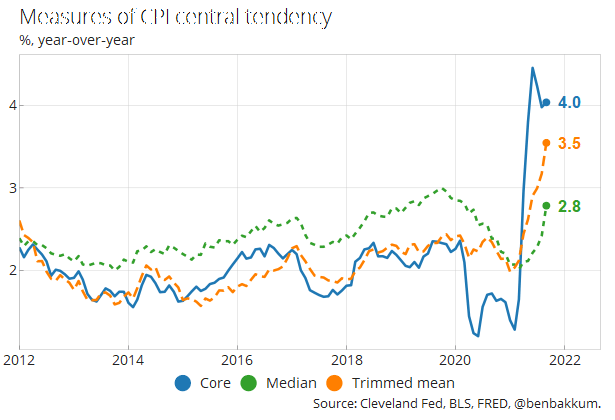 Measures of CPI central tendency
%, year-over-year
4.0
4
3.5
3
2.8
2
2012 2014 2016 2018 2020 2022
Core Median Trimmed mean
Source: Cleveland Fed, BLS, FRED, @benbakkum.